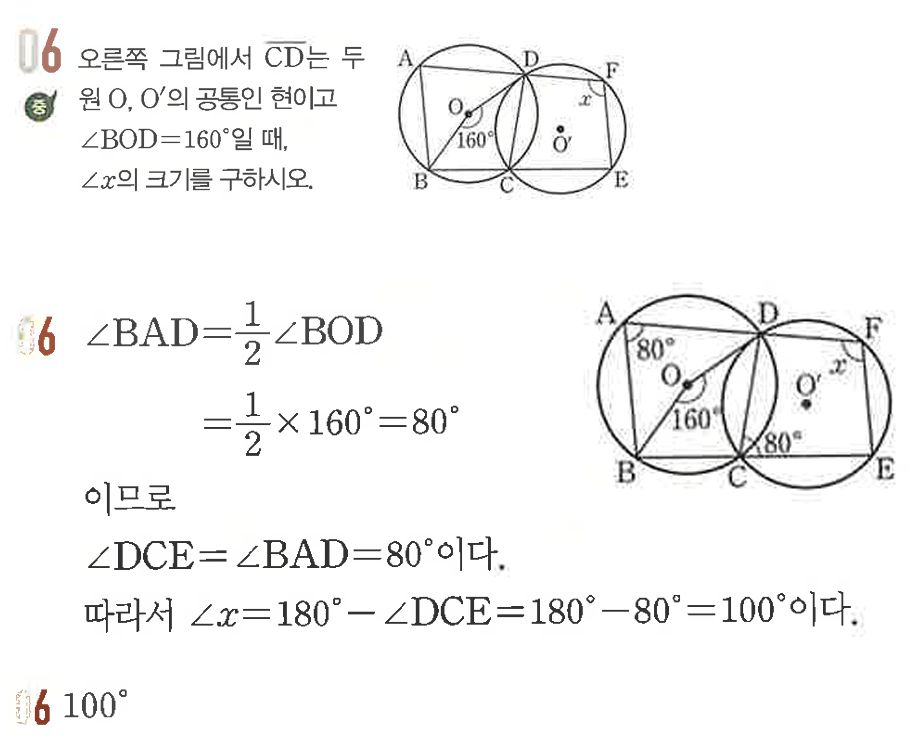 06 오른쪽 그림에서 CD는 두
중 원 O, O′의 공통인 현이고
∠BOD=160°일 때,
∠x의 크기를 구하시오.
A D F
O x
160° O′
B C E
06 ∠BAD=1/2∠BOD
=1/2×160°=80°
이므로
∠DCE=∠BAD=80°이다.
따라서 ∠x=180°-∠DCE=180°-80°=100°이다.
A D F
80° x
O O′
160° 80°
B C E
06 100°